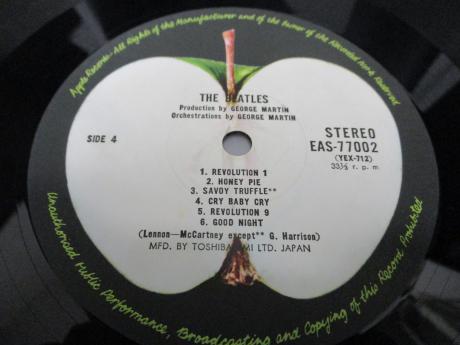 Apple Records · All Rights of the Manufacturer and of the Owner of the Recorded Work Reserved
THE BEATLES
Production by GEORGE MARTIN
Orchestrations by GEORGE MARTIN
SIDE 4
STEREO
EAS-77002
(YEX-712)
33⅓ r. p. m
1. REVOLUTION 1
2. HONEY PIE
3. SAVOY TRUFFLE**
4. CRY BABY CRY
5. REVOLUTION 9
6. GOOD NIGHT
(Lennon—McCartney except** G. Harrison)
MFD. BY TOSHIBA EMI LTD. JAPAN
Unauthorised Public Performance, Broadcasting and Copying of this Record Prohibited